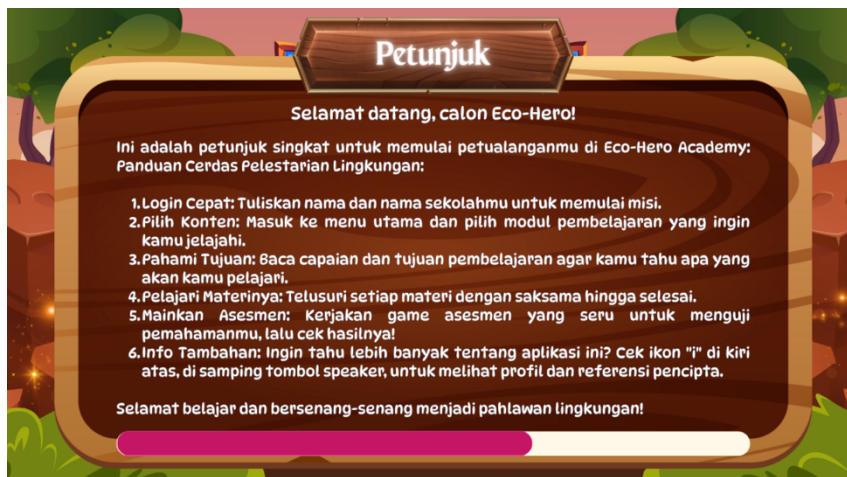 Petunjuk
Selamat datang, calon Eco-Hero!
Ini adalah petunjuk singkat untuk memulai petualanganmu di Eco-Hero Academy:
Panduan Cerdas Pelestarian Lingkungan:
1. Login Cepat: Tuliskan nama dan nama sekolahmu untuk memulai misi.
2. Pilih Konten: Masuk ke menu utama dan pilih modul pembelajaran yang ingin
kamu jelajahi.
3. Pahami Tujuan: Baca capaian dan tujuan pembelajaran agar kamu tahu apa yang
akan kamu pelajari.
4. Pelajari Materinya: Telusuri setiap materi dengan saksama hingga selesai.
5. Mainkan Asesmen: Kerjakan game asesmen yang seru untuk menguji
pemahamanmu, lalu cek hasilnya!
6. Info Tambahan: Ingin tahu lebih banyak tentang aplikasi ini? Cek ikon "i" di kiri
atas, di samping tombol speaker, untuk melihat profil dan referensi pencipta.
Selamat belajar dan bersenang-senang menjadi pahlawan lingkungan!